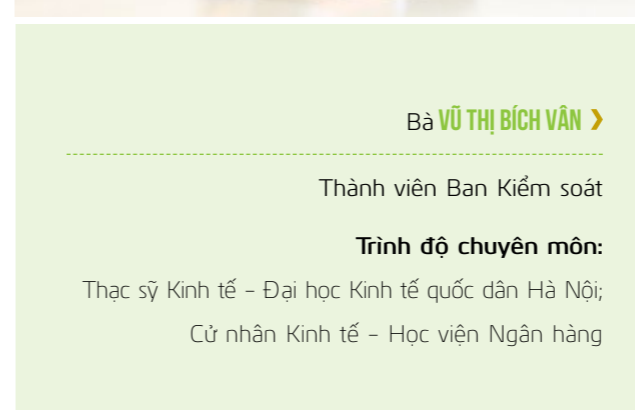 Bà VŨ THỊ BÍCH VÂN ❯
Thành viên Ban Kiểm soát
Trình độ chuyên môn:
Thạc sỹ Kinh tế – Đại học Kinh tế quốc dân Hà Nội;
Cử nhân Kinh tế – Học viện Ngân hàng